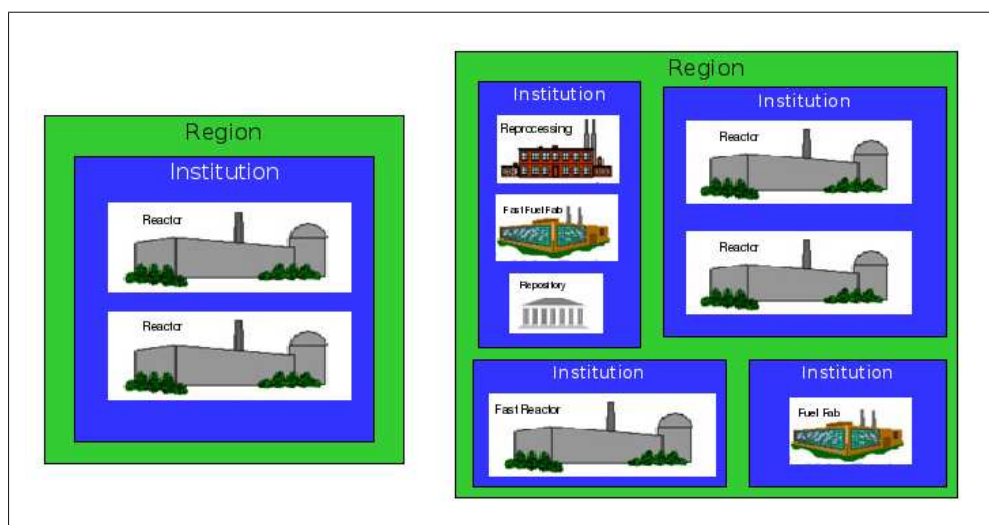 Region
Institution
Reactor
Reactor
Region
Institution
Reprocessing
Fast Fuel Fab
Repository
Institution
Reactor
Reactor
Institution
Fast Reactor
Institution
Fuel Fab